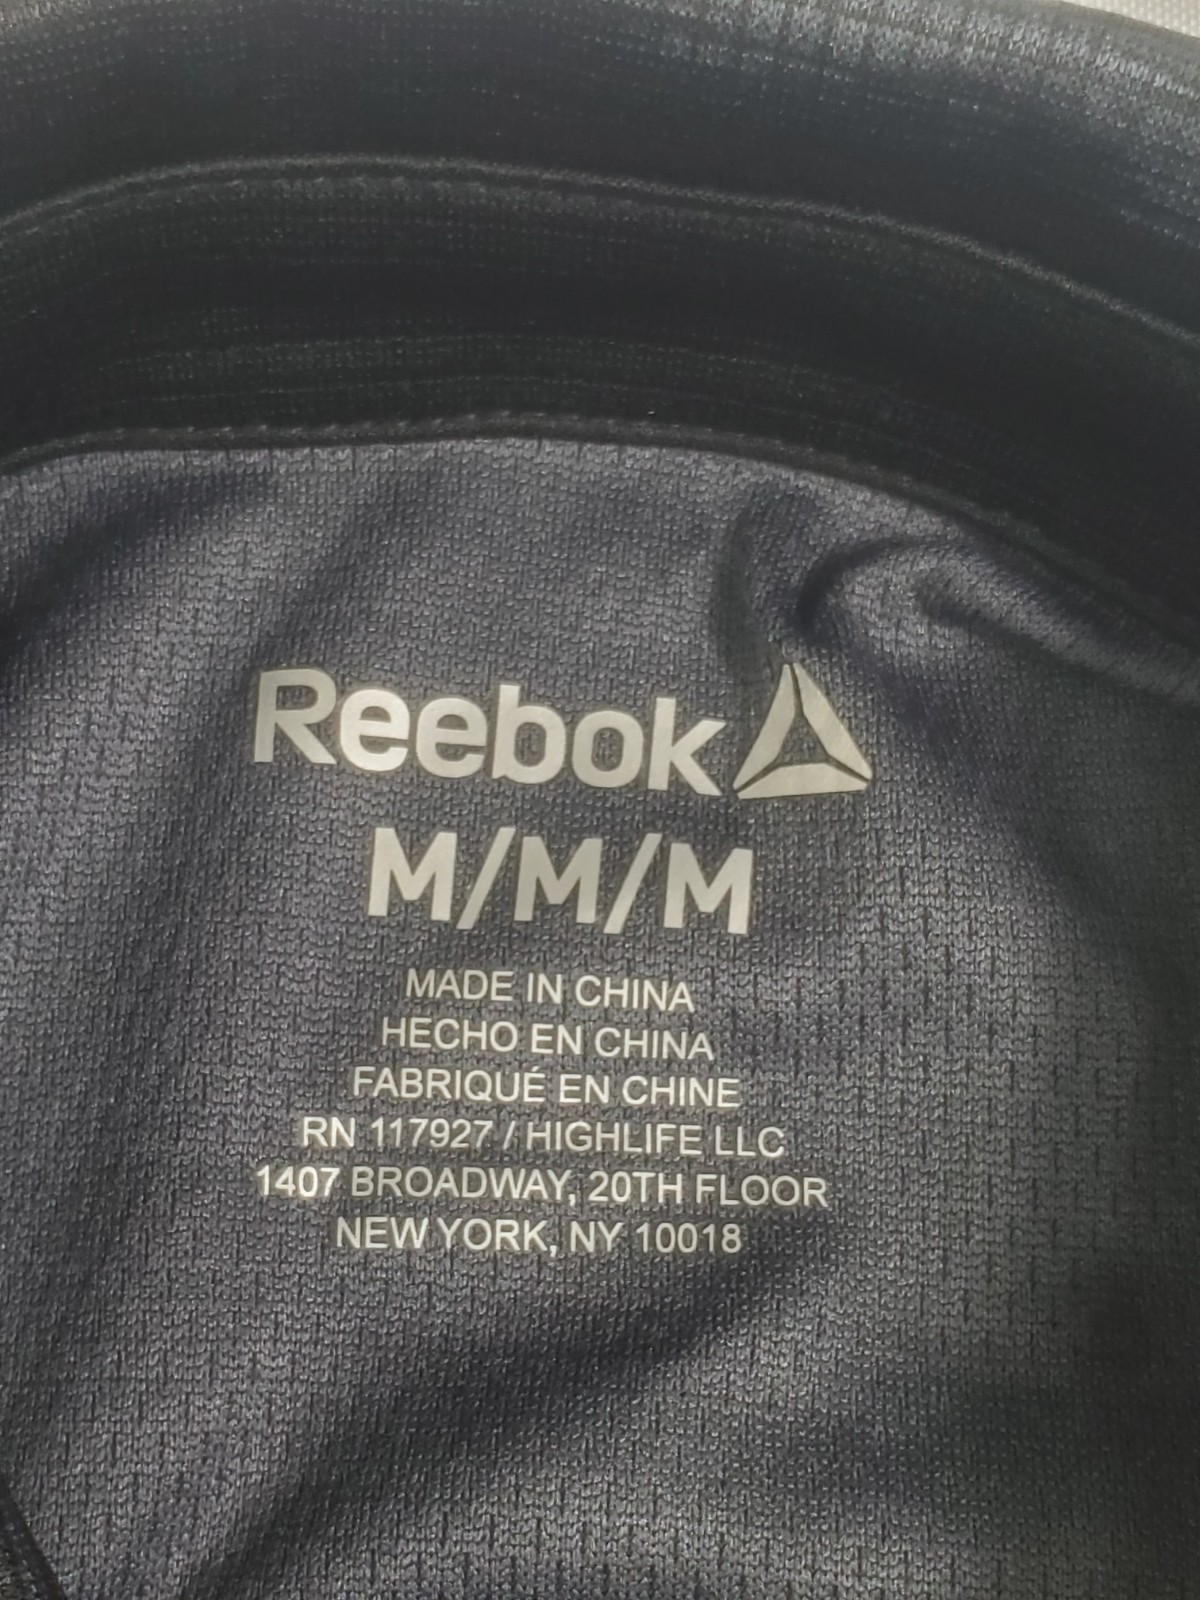 Reebok
M/M/M
MADE IN CHINA
HECHO EN CHINA
FABRIQUÉ EN CHINE
RN 117927 / HIGHLIFE LLC
1407 BROADWAY, 20TH FLOOR
NEW YORK, NY 10018